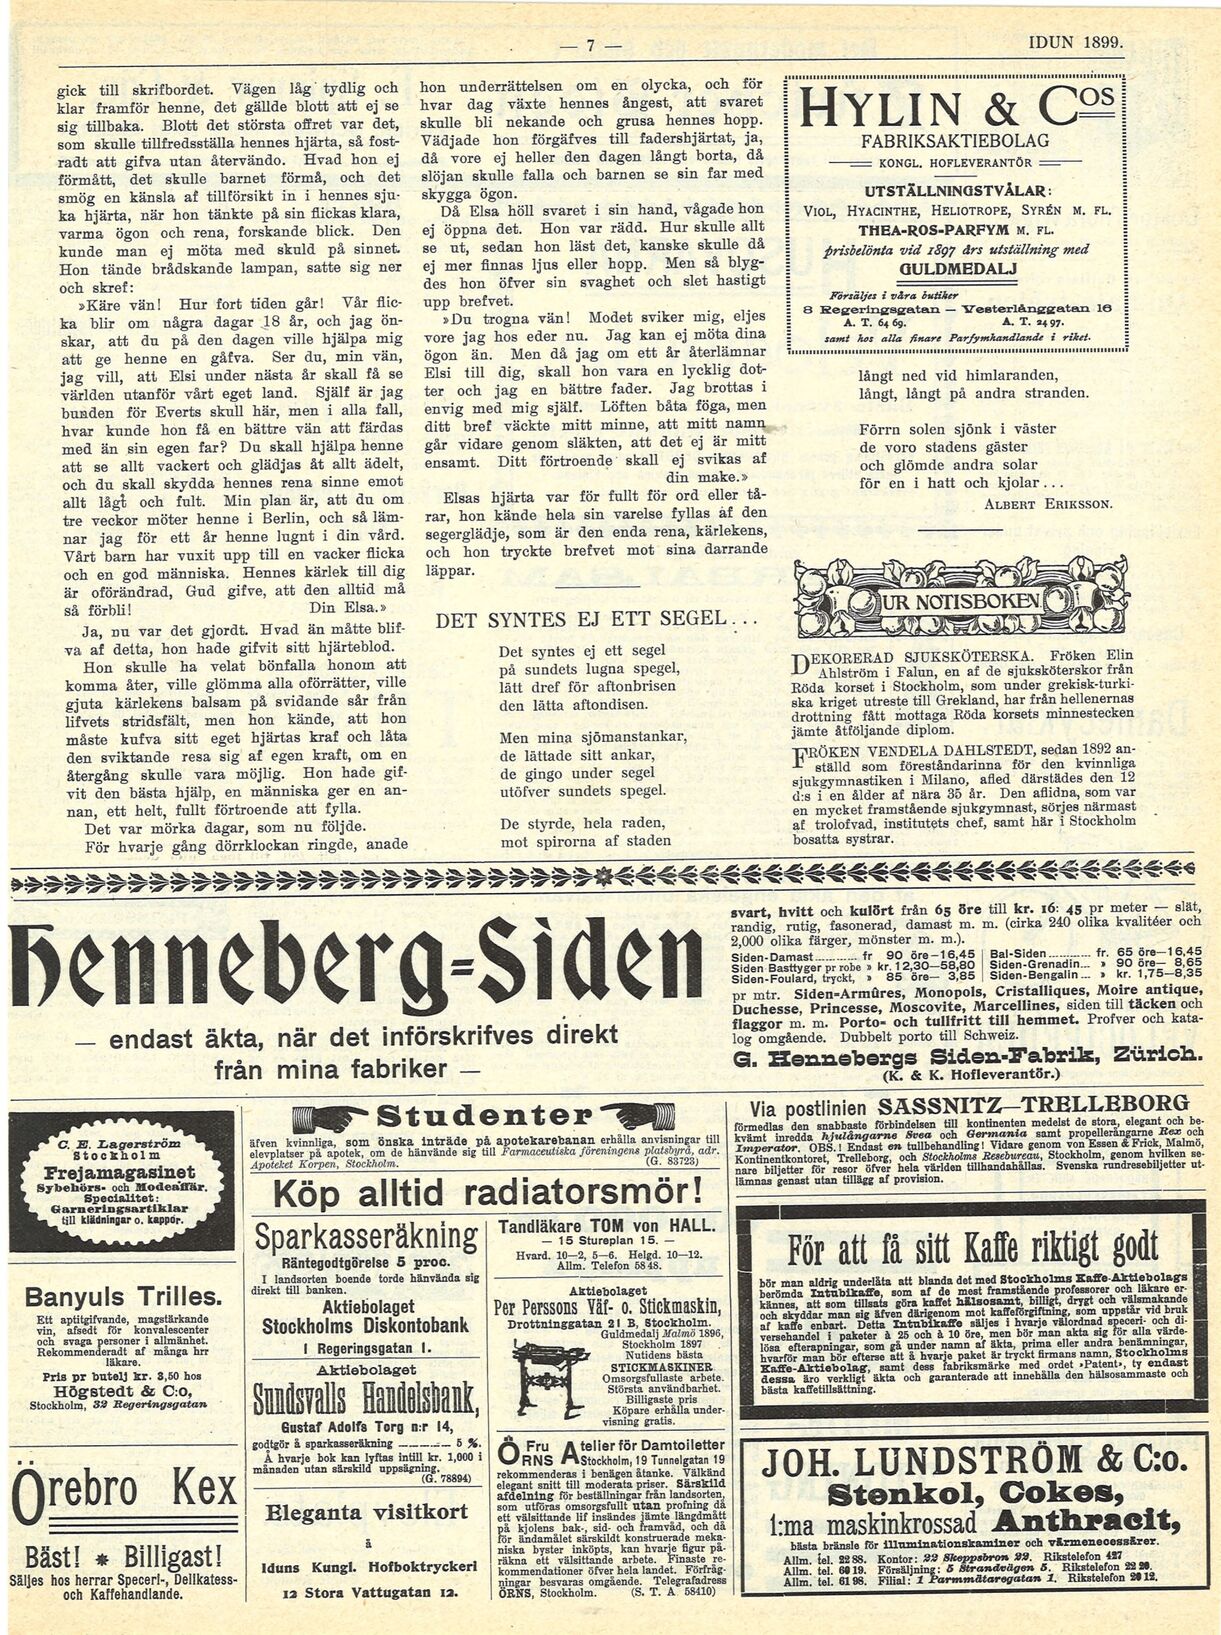 — 7 —
IDUN 1899.
gick till skrifbordet. Vägen låg tydlig och
klar framför henne, det gällde blott att ej se
sig tillbaka. Blott det största offret var det,
som skulle tillfredsställa hennes hjärta, så fost-
radt att gifva utan återvändo. Hvad hon ej
förmått, det skulle barnet förmå, och det
smög en känsla af tillförsikt in i hennes sju-
ka hjärta, när hon tänkte på sin flickas klara,
varma ögon och rena, forskande blick. Den
kunde man ej möta med skuld på sinnet.
Hon tände brådskande lampan, satte sig ner
och skref:
»Käre vän! Hur fort tiden går! Vår flic-
ka blir om några dagar 18 år, och jag ön-
skar, att du på den dagen ville hjälpa mig
att ge henne en gåfva. Ser du, min vän,
jag vill, att Elsi under nästa år skall få se
världen utanför vårt eget land. Själf är jag
bunden för Everts skull här, men i alla fall,
hvar kunde hon få en bättre vän att färdas
med än sin egen far? Du skall hjälpa henne
att se allt vackert och glädjas åt allt ädelt,
och du skall skydda hennes rena sinne emot
allt lågt och fult. Min plan är, att du om
tre veckor möter henne i Berlin, och så läm-
nar jag för ett år henne lugnt i din vård.
Vårt barn har vuxit upp till en vacker flicka
och en god människa. Hennes kärlek till dig
är oförändrad, Gud gifve, att den alltid må
så förbli! Din Elsa.»
Ja, nu var det gjordt. Hvad än måtte blif-
va af detta, hon hade gifvit sitt hjärteblod.
Hon skulle ha velat bönfalla honom att
komma åter, ville glömma alla oförrätter, ville
gjuta kärlekens balsam på svidande sår från
lifvets stridsfält, men hon kände, att hon
måste kufva sitt eget hjärtas kraf och låta
den sviktande resa sig af egen kraft, om en
återgång skulle vara möjlig. Hon hade gif-
vit den bästa hjälp, en människa ger en an-
nan, ett helt, fullt förtroende att fylla.
Det var mörka dagar, som nu följde.
För hvarje gång dörrklockan ringde, anade
hon underrättelsen om en olycka, och för
hvar dag växte hennes ångest, att svaret
skulle bli nekande och grusa hennes hopp.
Vädjade hon förgäfves till fadershjärtat, ja,
då vore ej heller den dagen långt borta, då
slöjan skulle falla och barnen se sin far med
skygga ögon.
Då Elsa höll svaret i sin hand, vågade hon
ej öppna det. Hon var rädd. Hur skulle allt
se ut, sedan hon läst det, kanske skulle då
ej mer finnas ljus eller hopp. Men så blyg-
des hon öfver sin svaghet och slet hastigt
upp brefvet.
»Du trogna vän! Modet sviker mig, eljes
vore jag hos eder nu. Jag kan ej möta dina
ögon än. Men då jag om ett år återlämnar
Elsi till dig, skall hon vara en lycklig dot-
ter och jag en bättre fader. Jag brottas i
envig med mig själf. Löften båta föga, men
ditt bref väckte mitt minne, att mitt namn
går vidare genom släkten, att det ej är mitt
ensamt. Ditt förtroende skall ej svikas af
din make.»
Elsas hjärta var för fullt för ord eller tå-
rar, hon kände hela sin varelse fyllas af den
segerglädje, som är den enda rena, kärlekens,
och hon tryckte brefvet mot sina darrande
läppar.
DET SYNTES EJ ETT SEGEL...
Det syntes ej ett segel
på sundets lugna spegel,
lätt dref för aftonbrisen
den lätta aftondisen.
Men mina sjömanstankar,
de lättade sitt ankar,
de gingo under segel
utöfver sundets spegel.
De styrde, hela raden,
mot spirorna af staden
HYLIN & Cos
FABRIKSAKTIEBOLAG
KONGL. HOFLEVERANTÖR
UTSTÄLLNINGSTVÅLAR:
VIOL, HYACINTHE, HELIOTROPE, SYRÉN M. FL.
THEA-ROS-PARFYM M. FL.
prisbelönta vid 1897 års utställning med
GULDMEDALJ
Försäljes i våra butiker
8 Regeringsgatan — Vesterlånggatan 16
A. T. 64 69. A. T. 24 97.
samt hos alla finare Parfymhandlande i riket.
långt ned vid himlaranden,
långt, långt på andra stranden.
Förrn solen sjönk i väster
de voro stadens gäster
och glömde andra solar
för en i hatt och kjolar...
ALBERT ERIKSSON.
UR NOTISBOKEN
DEKORERAD SJUKSKÖTERSKA. Fröken Elin
Ahlström i Falun, en af de sjuksköterskor från
Röda korset i Stockholm, som under grekisk-turki-
ska kriget utreste till Grekland, har från hellenernas
drottning fått mottaga Röda korsets minnestecken
jämte åtföljande diplom.
FRÖKEN VENDELA DAHLSTEDT, sedan 1892 an-
ställd som föreståndarinna för den kvinnliga
sjukgymnastiken i Milano, afled därstädes den 12
d:s i en ålder af nära 35 år. Den aflidna, som var
en mycket framstående sjukgymnast, sörjes närmast
af trolofvad, institutets chef, samt här i Stockholm
bosatta systrar.
Henneberg-Siden
— endast äkta, när det införskrifves direkt
från mina fabriker —
svart, hvitt och kulört från 65 öre till kr. 16: 45 pr meter — slät,
randig, rutig, fasonerad, damast m. m. (cirka 240 olika kvalitéer och
2,000 olika färger, mönster m. m.).
Siden-Damast fr 90 öre—16,45
Siden Basttyger pr robe » kr. 12,30—58,80
Siden-Foulard, tryckt, » 85 öre— 3,85
Bal-Siden fr. 65 öre—16,45
Siden-Grenadin » 90 öre— 8,65
Siden-Bengalin » kr. 1,75—8,35
pr mtr. Siden-Armûres, Monopols, Cristalliques, Moire antique,
Duchesse, Princesse, Moscovite, Marcellines, siden till täcken och
flaggor m. m. Porto- och tullfritt till hemmet. Profver och kata-
log omgående. Dubbelt porto till Schweiz.
G. Hennebergs Siden-Fabrik, Zürich.
(K. & K. Hofleverantör.)
C. E. Lagerström
Stockholm
Frejamagasinet
Sybehörs- och Modeaffär.
Specialitet:
Garneringsartiklar
till klädningar o. kappor.
Banyuls Trilles.
Ett aptitgifvande, magstärkande
vin, afsedt för konvalescenter
och svaga personer i allmänhet.
Rekommenderadt af många hrr
läkare.
Pris pr butelj kr. 3,50 hos
Högstedt & C:o,
Stockholm, 32 Regeringsgatan
Örebro Kex
Bäst! * Billigast!
Säljes hos herrar Speceri-, Delikatess-
och Kaffehandlande.
Studenter
äfven kvinnliga, som önska inträde på apotekarebanan erhålla anvisningar till
elevplatser på apotek, om de hänvände sig till Farmaceutiska föreningens platsbyrå, adr.
Apoteket Korpen, Stockholm. (G. 83723)
Köp alltid radiatorsmör!
Sparkasseräkning
Räntegodtgörelse 5 proc.
I landsorten boende torde hänvända sig
direkt till banken.
Aktiebolaget
Stockholms Diskontobank
1 Regeringsgatan 1.
Aktiebolaget
Sundsvalls Handelsbank,
Gustaf Adolfs Torg n:r 14,
godtgör å sparkasseräkning 5 %.
Å hvarje bok kan lyftas intill kr. 1,000 i
månaden utan särskild uppsägning.
(G. 78894)
Eleganta visitkort
å
Iduns Kungl. Hofboktryckeri
12 Stora Vattugatan 12.
Tandläkare TOM von HALL.
— 15 Stureplan 15. —
Hvard. 10—2, 5—6. Helgd. 10—12.
Allm. Telefon 58 48.
Aktiebolaget
Per Perssons Väf- o. Stickmaskin,
Drottninggatan 21 B, Stockholm.
Guldmedalj Malmö 1896,
Stockholm 1897
Nutidens bästa
STICKMASKINER
Omsorgsfullaste arbete.
Största användbarhet.
Billigaste pris
Köpare erhålla under-
visning gratis.
Fru ÖRNS Atelier för Damtoiletter
Stockholm, 19 Tunnelgatan 19
rekommenderas i benägen åtanke. Välkänd
elegant snitt till moderata priser. Särskild
afdelning för beställningar från landsorten,
som utföras omsorgsfullt utan profning då
ett välsittande lif insändes jämte längdmått
på kjolens bak-, sid- och framvåd, och då
för ändamålet särskildt konstruerade meka-
niska byster inköpts, kan hvarje figur på-
räkna ett välsittande arbete. Finaste re-
kommendationer öfver hela landet. Förfråg-
ningar besvaras omgående. Telegrafadress
ÖRNS, Stockholm. (S. T. A 58410)
Via postlinien SASSNITZ—TRELLEBORG
förmedlas den snabbaste förbindelsen till kontinenten medelst de stora, elegant och be-
kvämt inredda hjulångarne Svea och Germania samt propellerångarne Rex och
Imperator. OBS.! Endast en tullbehandling! Vidare genom von Essen & Frick, Malmö,
Kontinentkontoret, Trelleborg, och Stockholms Resebureau, Stockholm, genom hvilken se-
nare biljetter för resor öfver hela världen tillhandahållas. Svenska rundresebiljetter ut-
lämnas genast utan tillägg af provision.
För att få sitt Kaffe riktigt godt
bör man aldrig underlåta att blanda det med Stockholms Kaffe-Aktiebolags
berömda Intubikaffe, som af de mest framstående professorer och läkare er-
kännes, att som tillsats göra kaffet hälsosamt, billigt, drygt och välsmakande
och skyddar man sig äfven därigenom mot kaffeförgiftning, som uppstår vid bruk
af kaffe enbart. Detta Intubikaffe säljes i hvarje välordnad speceri- och di-
versehandel i paketer à 25 och à 10 öre, men bör man akta sig för alla värde-
lösa efterapningar, som gå under namn af äkta, prima eller andra benämningar,
hvarför man bör efterse att å hvarje paket är tryckt firmans namn, Stockholms
Kaffe-Aktiebolag, samt dess fabriksmärke med ordet »Patent», ty endast
dessa äro verkligt äkta och garanterade att innehålla den hälsosammaste och
bästa kaffetillsättning.
JOH. LUNDSTRÖM & C:o.
Stenkol, Cokes,
1:ma maskinkrossad Anthracit,
bästa bränsle för illuminationskaminer och värmenecessärer.
Allm. tel. 22 88. Kontor: 22 Skeppsbron 22. Rikstelefon 427
Allm. tel. 60 19. Försäljning: 5 Strandvägen 5. Rikstelefon 22 20.
Allm. tel. 61 98. Filial: 1 Parmmätaregatan 1. Rikstelefon 20 12.